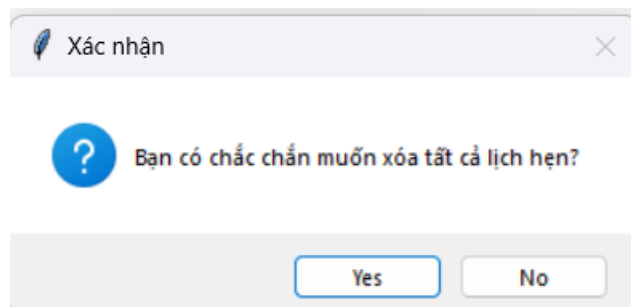 Xác nhận
Bạn có chắc chắn muốn xóa tất cả lịch hẹn?
Yes No